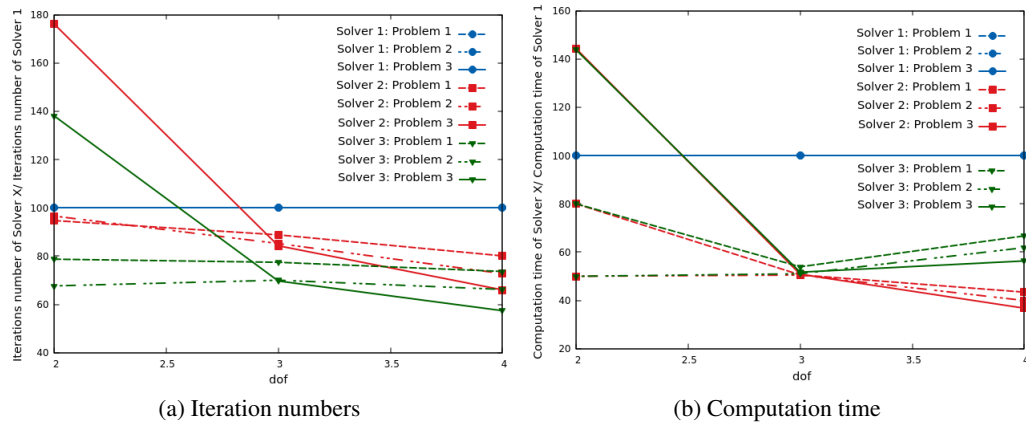 Iterations number of Solver X/ Iterations number of Solver 1
180
160
140
120
100
80
60
40
2
2.5
3
3.5
4
dof
Solver 1: Problem 1
Solver 1: Problem 2
Solver 1: Problem 3
Solver 2: Problem 1
Solver 2: Problem 2
Solver 2: Problem 3
Solver 3: Problem 1
Solver 3: Problem 2
Solver 3: Problem 3
(a) Iteration numbers
Computation time of Solver X/ Computation time of Solver 1
160
140
120
100
80
60
40
20
2
2.5
3
3.5
4
dof
Solver 1: Problem 1
Solver 1: Problem 2
Solver 1: Problem 3
Solver 2: Problem 1
Solver 2: Problem 2
Solver 2: Problem 3
Solver 3: Problem 1
Solver 3: Problem 2
Solver 3: Problem 3
(b) Computation time